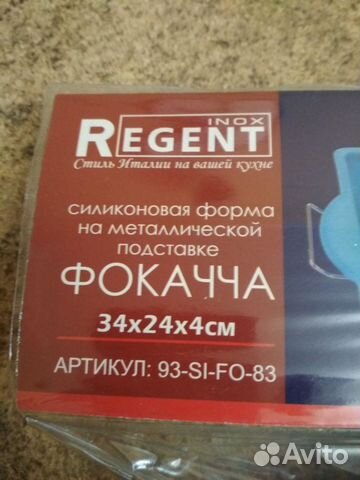 INOX
REGENT
Стиль Италии на вашей кухне
СИЛИКОНОВАЯ ФОРМА
НА МЕТАЛЛИЧЕСКОЙ
ПОДСТАВКЕ
ФОКАЧЧА
34х24х4см
АРТИКУЛ: 93-SI-FO-83
Avito